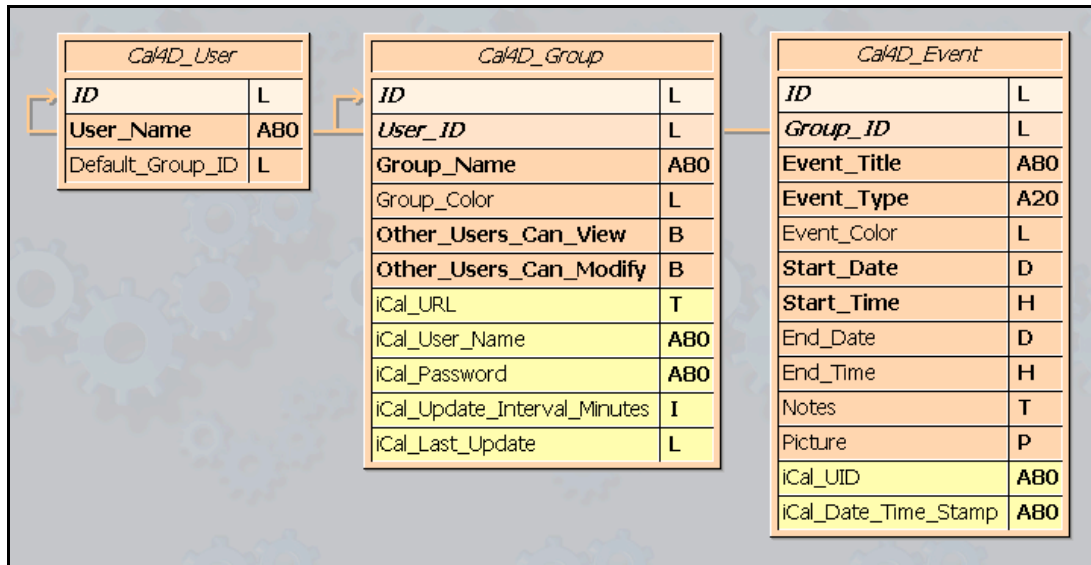 Cal4D_User
ID L
User_Name A80
Default_Group_ID L
Cal4D_Group
ID L
User_ID L
Group_Name A80
Group_Color L
Other_Users_Can_View B
Other_Users_Can_Modify B
iCal_URL T
iCal_User_Name A80
iCal_Password A80
iCal_Update_Interval_Minutes I
iCal_Last_Update L
Cal4D_Event
ID L
Group_ID L
Event_Title A80
Event_Type A20
Event_Color L
Start_Date D
Start_Time H
End_Date D
End_Time H
Notes T
Picture P
iCal_UID A80
iCal_Date_Time_Stamp A80